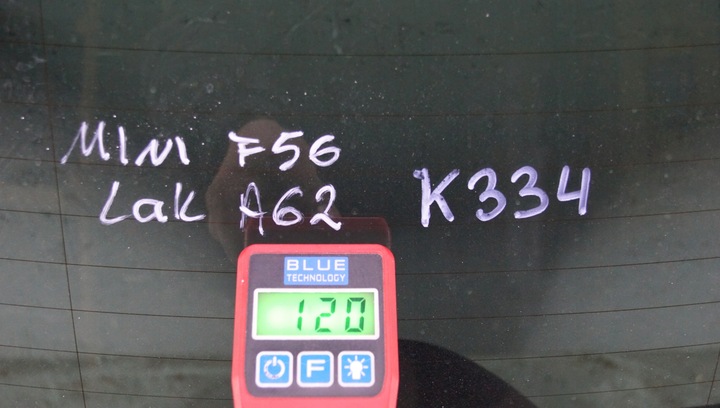 MINI F56
Lak A62 K334
BLUE
TECHNOLOGY
120
F